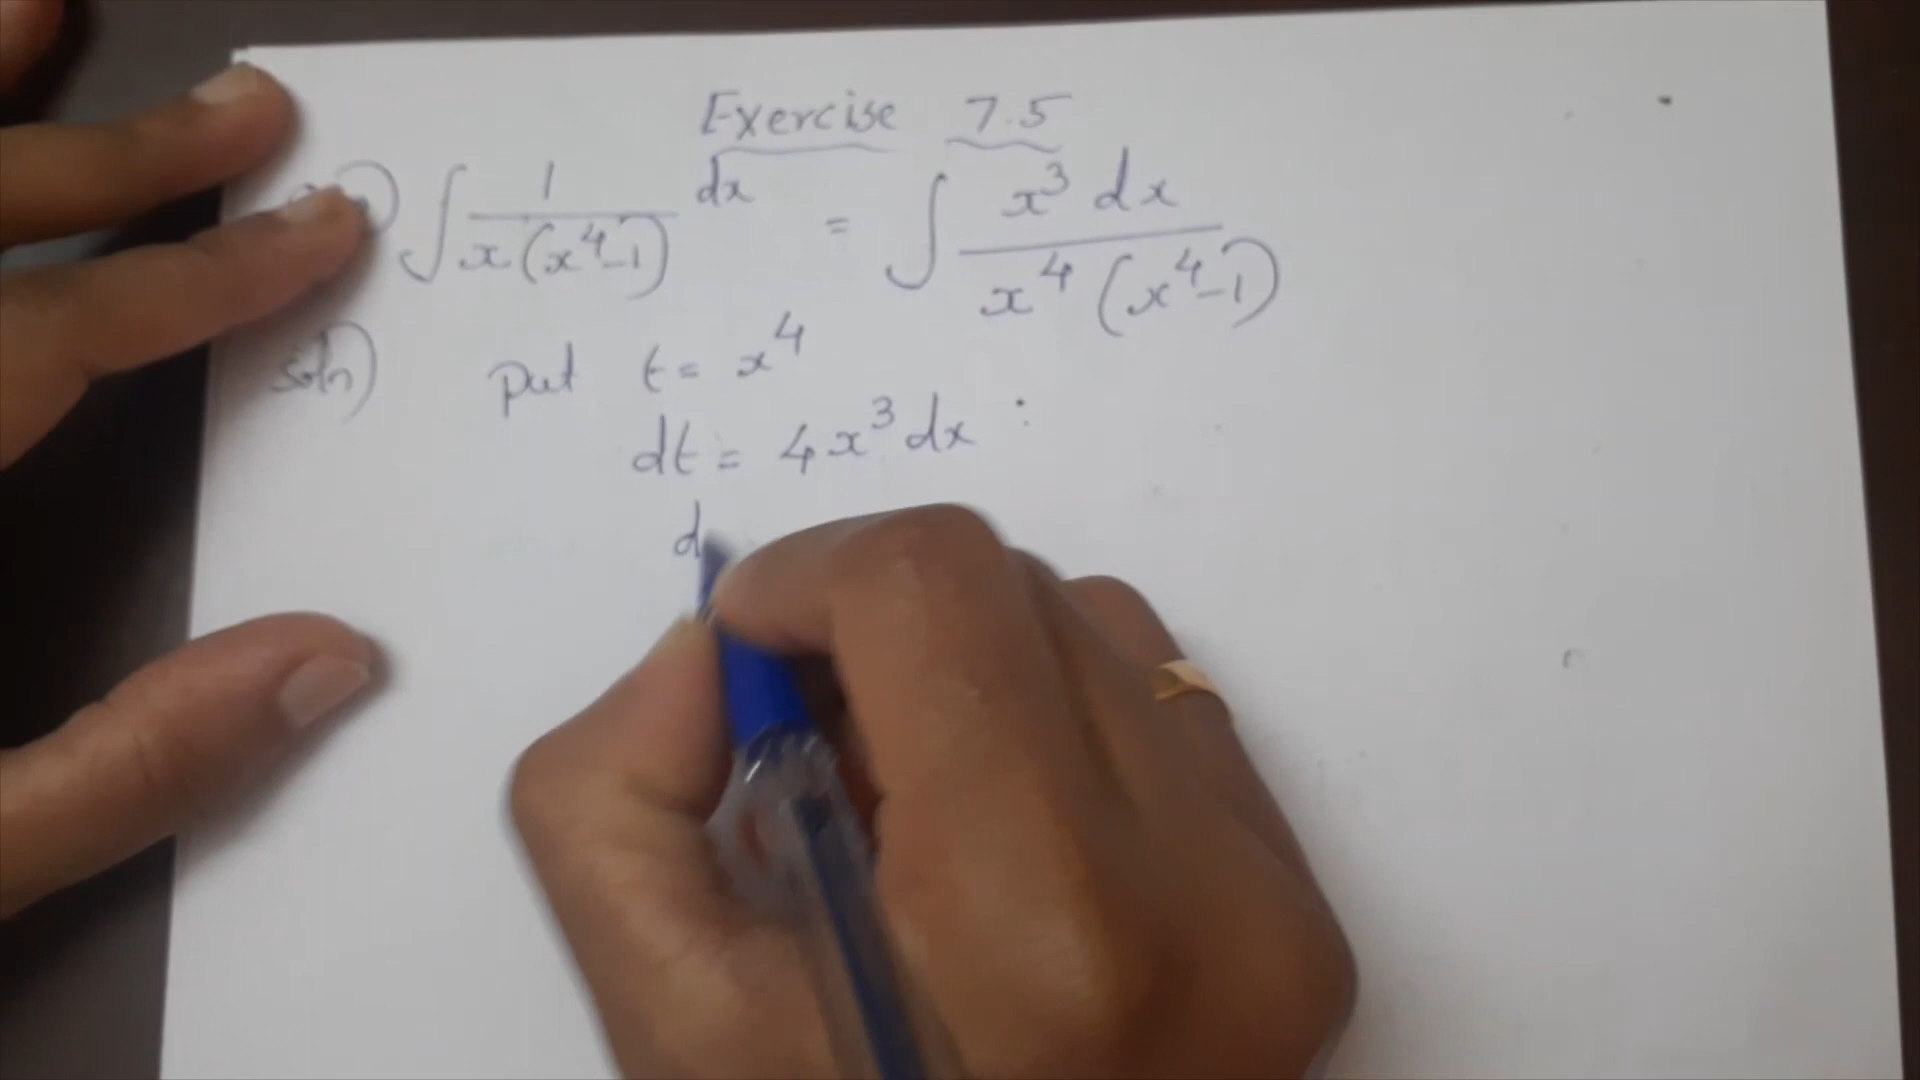 Exercise 7.5
∫ 1/x(x⁴-1) dx = ∫ x³ dx/x⁴(x⁴-1)
soln) put t = x⁴
dt = 4x³ dx :
d